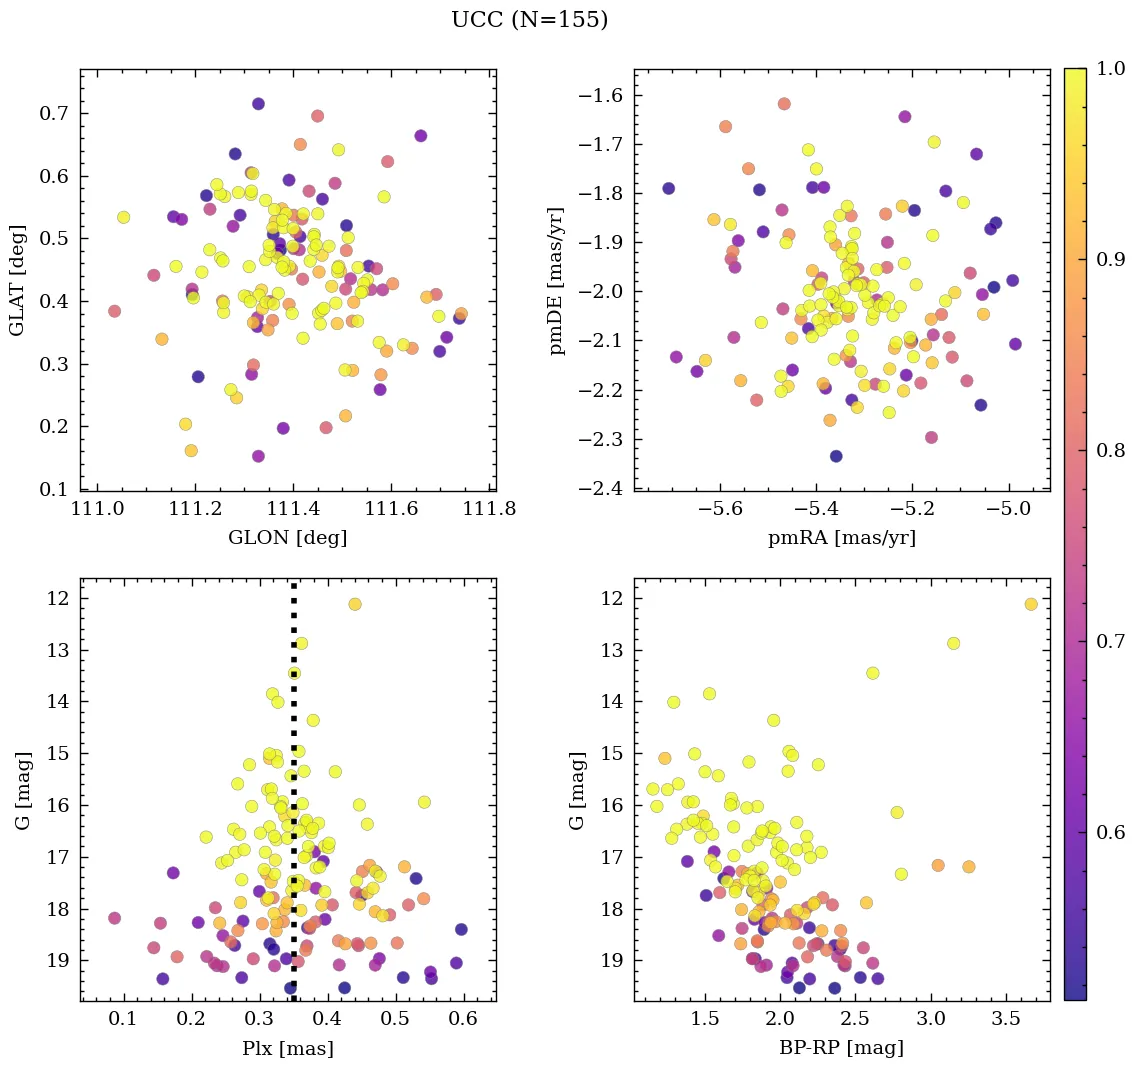 UCC (N=155)
0.7
0.6
0.5
0.4
0.3
0.2
0.1
GLAT [deg]
111.0 111.2 111.4 111.6 111.8
GLON [deg]
−1.6
−1.7
−1.8
−1.9
−2.0
−2.1
−2.2
−2.3
−2.4
pmDE [mas/yr]
−5.6 −5.4 −5.2 −5.0
pmRA [mas/yr]
1.0
0.9
0.8
0.7
0.6
12
13
14
15
16
17
18
19
G [mag]
0.1 0.2 0.3 0.4 0.5 0.6
Plx [mas]
12
13
14
15
16
17
18
19
G [mag]
1.5 2.0 2.5 3.0 3.5
BP-RP [mag]